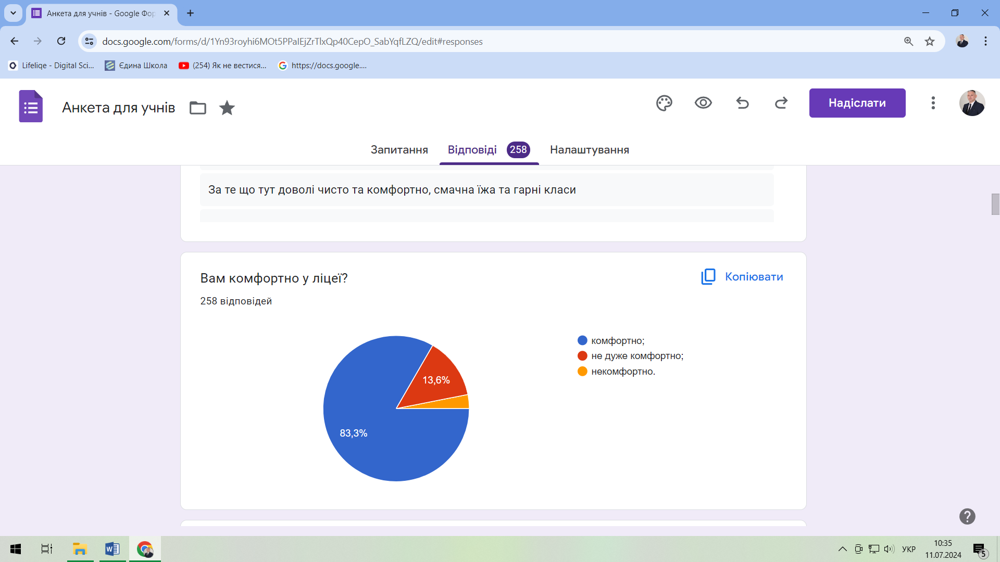 Анкета для учнів - Google Фор
docs.google.com/forms/d/1Yn93royhi6MOt5PPaIEjZrTlxQp40CepO_SabYqfLZQ/edit#responses
Lifeliqe - Digital Sci...
Єдина Школа
(254) Як не вестися...
https://docs.google....
Анкета для учнів
Надіслати
Запитання
Відповіді 258
Налаштування
За те що тут доволі чисто та комфортно, смачна їжа та гарні класи
Вам комфортно у ліцеї?
Копіювати
258 відповідей
комфортно;
не дуже комфортно;
некомфортно.
13,6%
83,3%
УКР
10:35
11.07.2024
5